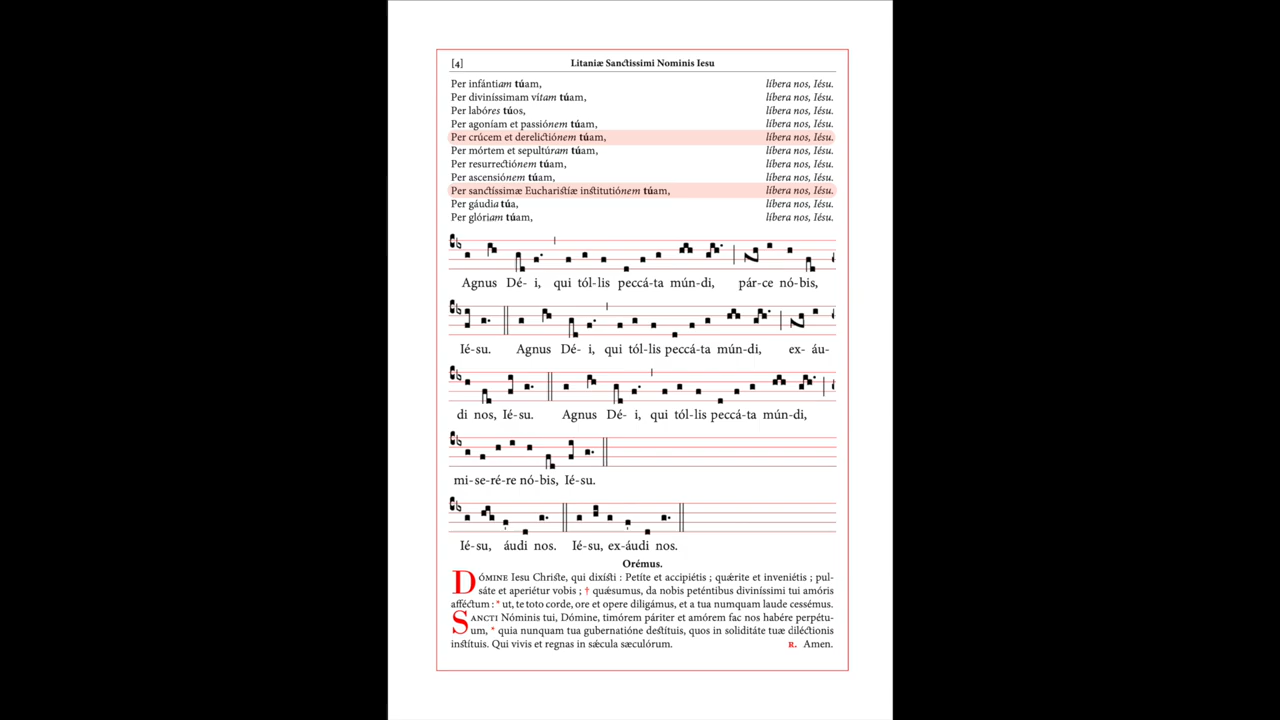 [4] Litaniæ Sanctissimi Nominis Iesu
Per infántiam túam, líbera nos, Iésu.
Per diviníssimam vítam túam, líbera nos, Iésu.
Per labóres túos, líbera nos, Iésu.
Per agoníam et passiónem túam, líbera nos, Iésu.
Per crúcem et derelictiónem túam, líbera nos, Iésu.
Per mórtem et sepultúram túam, líbera nos, Iésu.
Per resurrectiónem túam, líbera nos, Iésu.
Per ascensiónem túam, líbera nos, Iésu.
Per sanctíssimæ Eucharistíæ institutiónem túam, líbera nos, Iésu.
Per gáudia túa, líbera nos, Iésu.
Per glóriam túam, líbera nos, Iésu.
Agnus Dé- i, qui tól-lis peccá-ta mún-di, pár-ce nó-bis,
Ié-su. Agnus Dé- i, qui tól-lis peccá-ta mún-di, ex- áu-
di nos, Ié-su. Agnus Dé- i, qui tól-lis peccá-ta mún-di,
mi-se-ré-re nó-bis, Ié-su.
Ié-su, áudi nos. Ié-su, ex-áudi nos.
Orémus.
DÓMINE Iesu Christe, qui dixísti : Petíte et accipiétis ; quǽrite et inveniétis ; pul-
sáte et aperiétur vobis ; † quǽsumus, da nobis peténtibus diviníssimi tui amóris
afféctum : * ut, te toto corde, ore et opere diligámus, et a tua numquam laude cessémus.
SANCTI Nóminis tui, Dómine, timórem páriter et amórem fac nos habére perpétu-
um, * quia nunquam tua gubernatióne destítuis, quos in soliditáte tuæ diléctionis
instítuis. Qui vivis et regnas in sǽcula sæculórum. R. Amen.